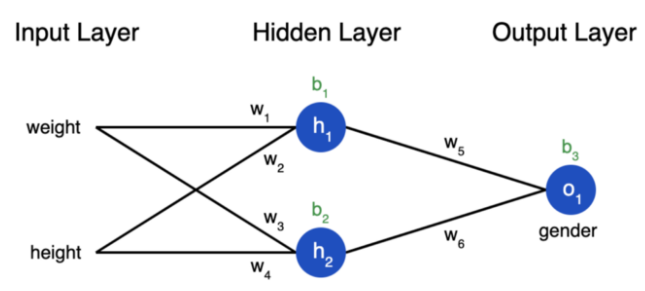 Input Layer
Hidden Layer
Output Layer
b₁
w₁
weight
h₁
w₂
w₅
b₃
o₁
w₃
b₂
gender
height
h₂
w₄
w₆